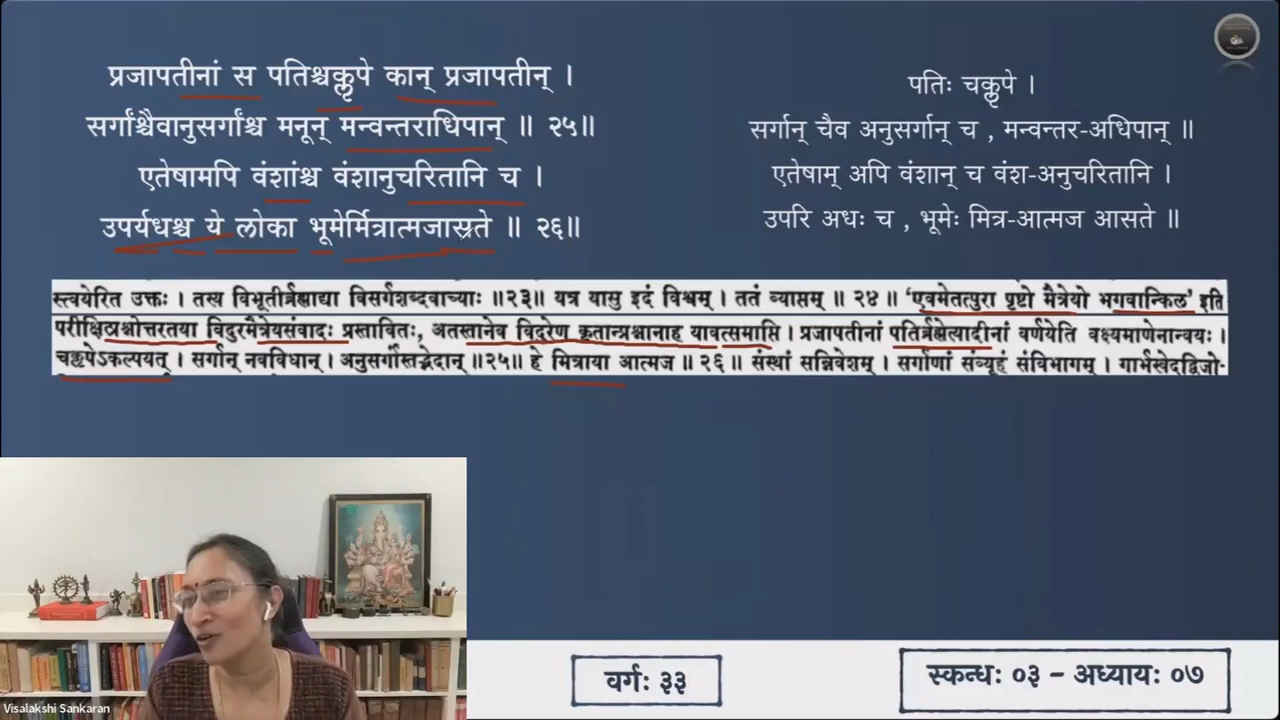 प्रजापतीनां स पतिश्चक्लृपे कान् प्रजापतीन् ।
सर्गांश्चैवानुसर्गांश्च मनून् मन्वन्तराधिपान् ॥ २५॥
एतेषामपि वंशांश्च वंशानुचरितानि च ।
उपर्यधश्च ये लोका भूमेर्मित्रात्मजासते ॥ २६॥
पतिः चक्लृपे ।
सर्गान् चैव अनुसर्गान् च , मन्वन्तर-अधिपान् ॥
एतेषाम् अपि वंशान् च वंश-अनुचरितानि ।
उपरि अधः च , भूमेः मित्र-आत्मज आसते ॥
स्त्वयेरित उक्तः । तस्य विभूतीर्ब्रह्माद्या विसर्गशब्दवाच्याः ॥२३॥ यत्र यासु इदं विश्वम् । ततं व्याप्तम् ॥ २४ ॥ ‘एवमेतत्पुरा पृष्टो मैत्रेयो भगवान्किल’ इति
परीक्षित्प्रश्नोत्तरतया विदुरमैत्रेयसंवादः प्रस्तावितः, अतस्तानेव विदुरेण कृतान्प्रश्नानाह यावत्समाप्ति । प्रजापतीनां पतिर्ब्रह्मेत्यादीनां वर्णयेति वक्ष्यमाणेनान्वयः ।
चक्लृपेऽकल्पयत् । सर्गान् नवविधान् । अनुसर्गांस्तद्भेदान् ॥२५॥ हे मित्राया आत्मज ॥ २६ ॥ संस्थां सन्निवेशम् । सर्गाणां संव्यूहं संविभागम् । गार्भस्वेदद्विजो-
Visalakshi Sankaran
वर्गः ३३
स्कन्धः ०३ – अध्यायः ०७